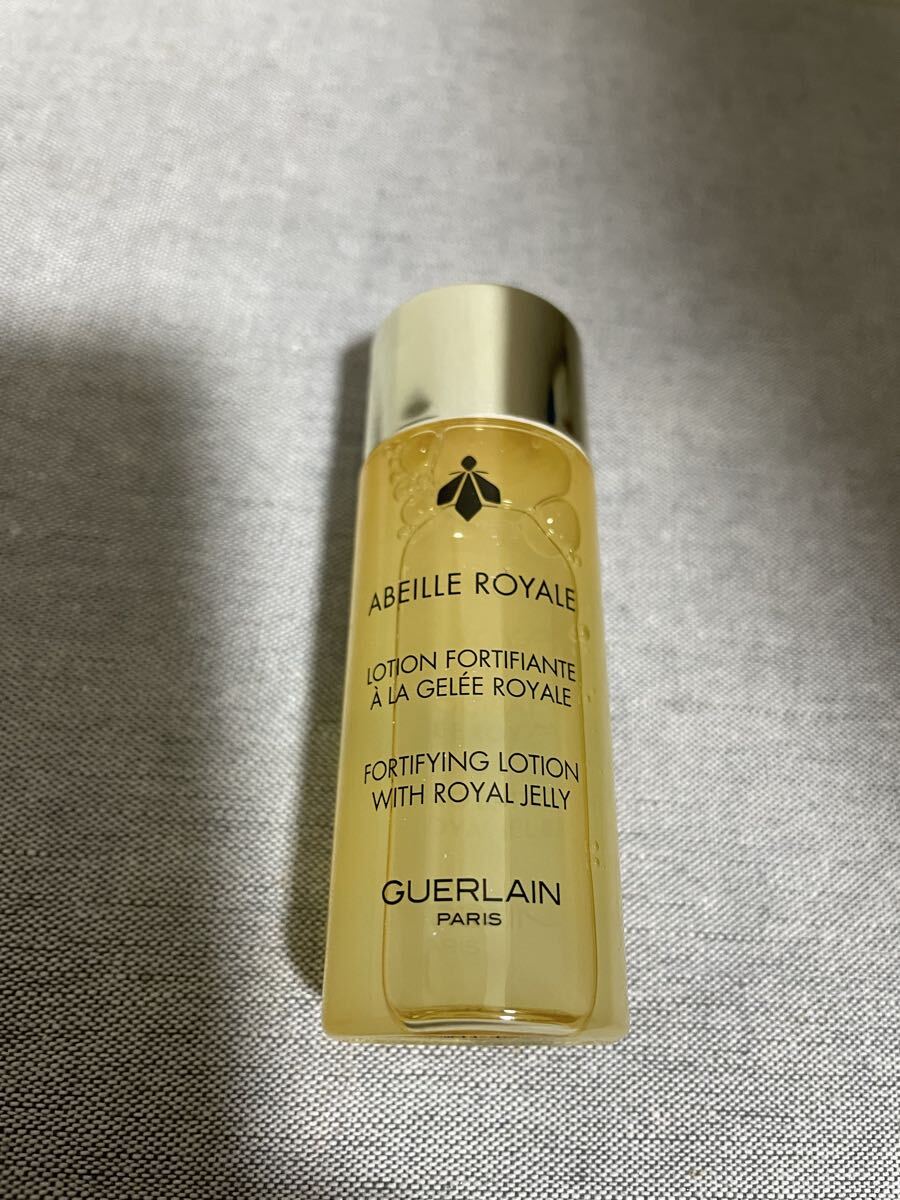 ABEILLE ROYALE
LOTION FORTIFIANTE
À LA GELÉE ROYALE
FORTIFYING LOTION
WITH ROYAL JELLY
GUERLAIN
PARIS